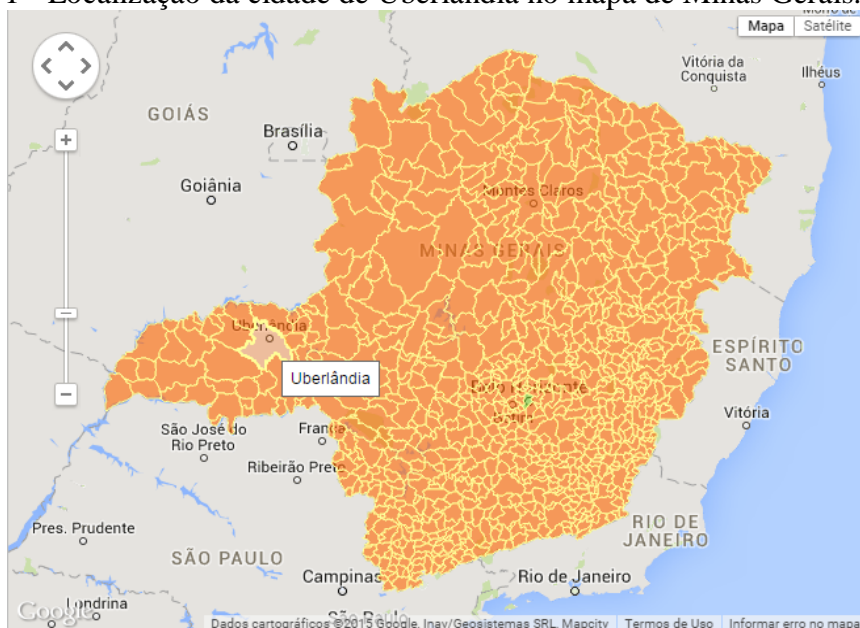 1 - Localização da cidade de Uberlândia no mapa de Minas Gerais.
Mapa
Satélite
Vitória da
Conquista
Ilhéus
GOIÁS
Brasília
Goiânia
Montes Claros
MINAS GERAIS
Uberlândia
Uberlândia
ESPÍRITO
SANTO
Belo Horizonte
Betim
Vitória
São José do
Rio Preto
Franca
Ribeirão Preto
Pres. Prudente
RIO DE
JANEIRO
SÃO PAULO
Campinas
Rio de Janeiro
Google
Londrina
São Paulo
Dados cartográficos ©2015 Google, Inav/Geosistemas SRL, Mapcity
Termos de Uso
Informar erro no mapa